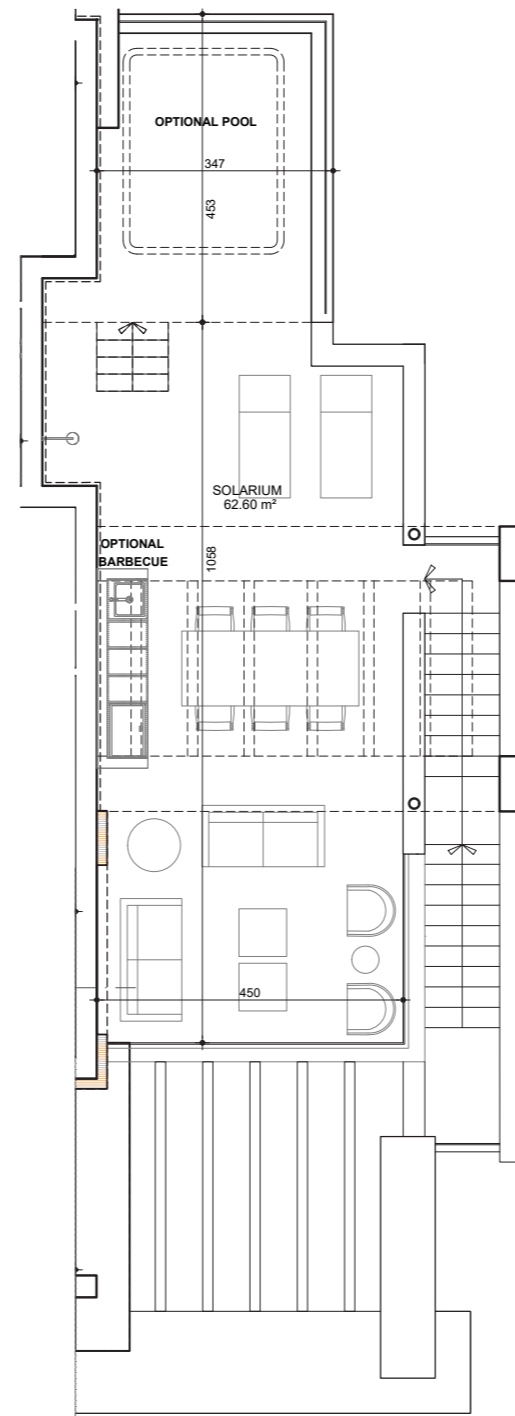 OPTIONAL POOL
347
453
SOLARIUM
62.60 m²
OPTIONAL
BARBECUE
1058
450